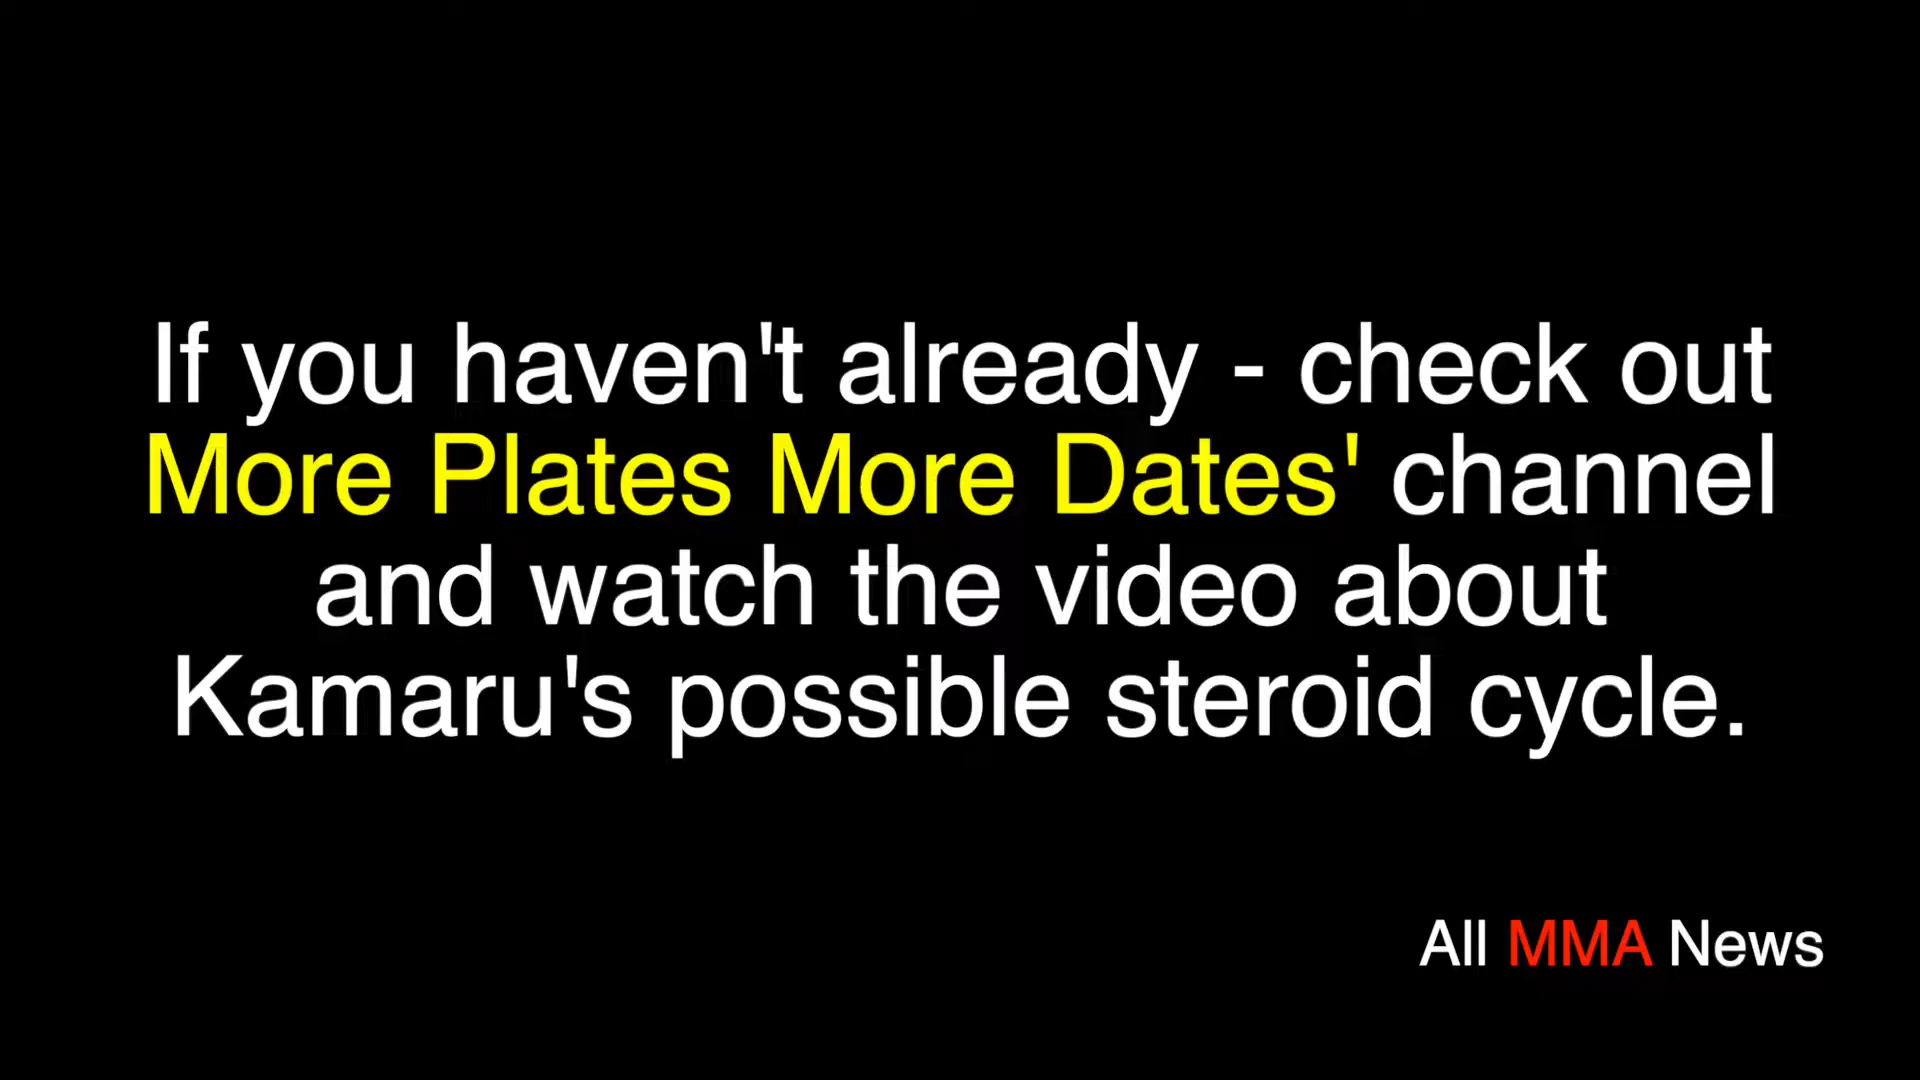 If you haven't already - check out
More Plates More Dates' channel
and watch the video about
Kamaru's possible steroid cycle.
All MMA News